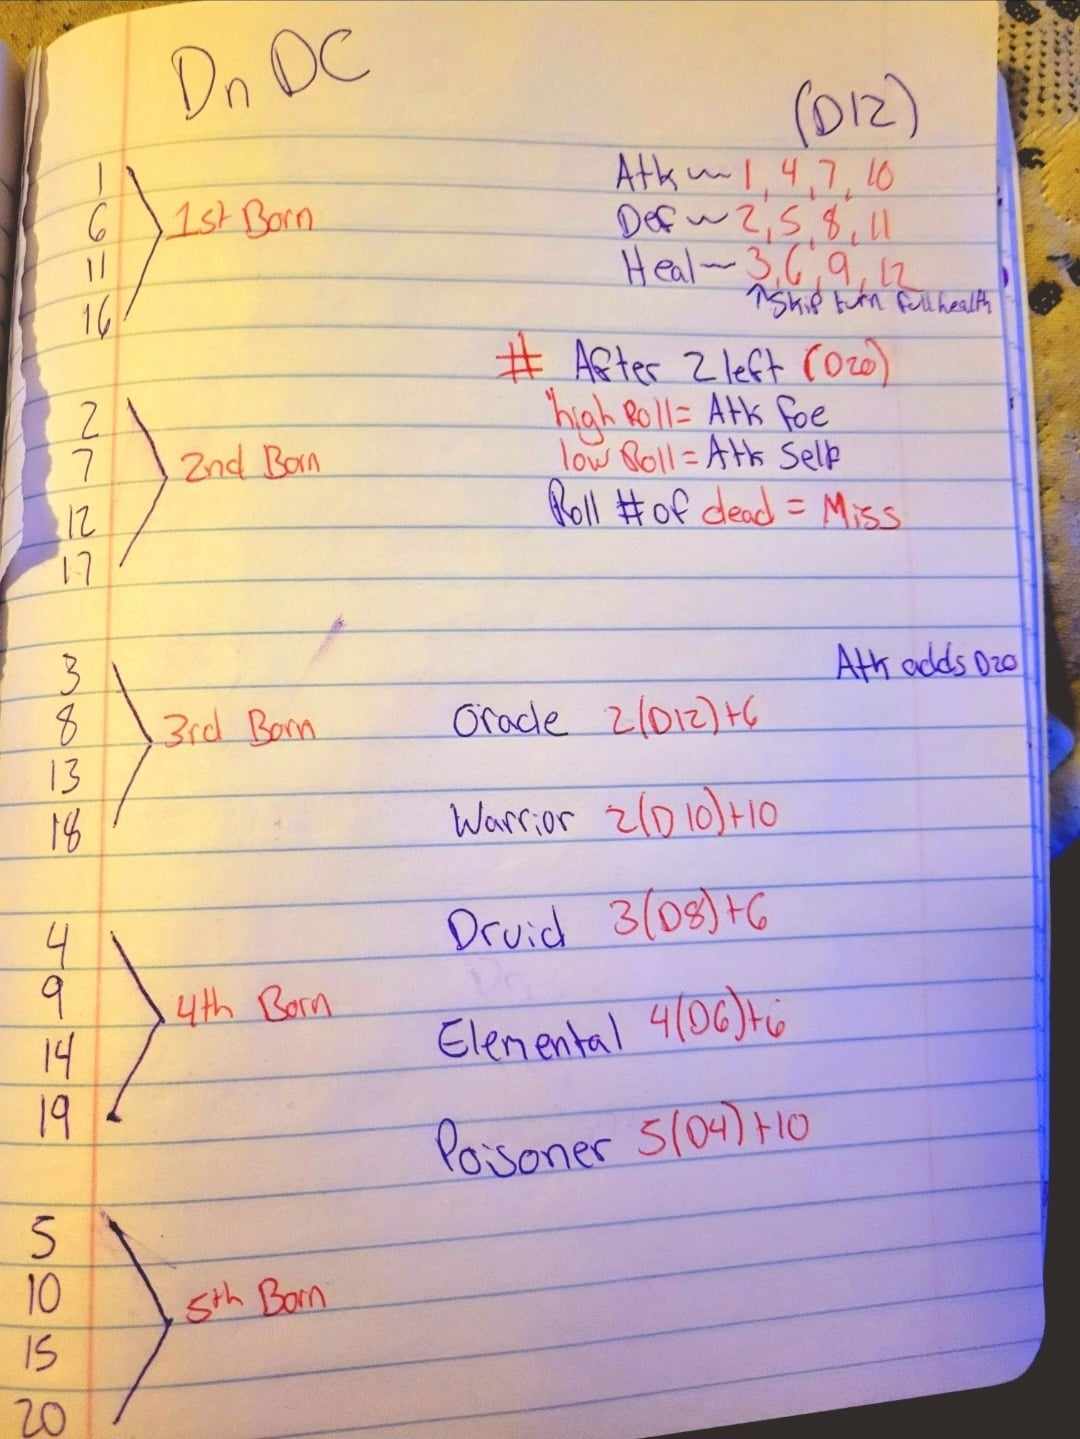 Dn DC
(D12)
1
6
11
16
1st Born
Atk ~ 1, 4, 7, 10
Def ~ 2, 5, 8, 11
Heal ~ 3, 6, 9, 12
↑Skip turn full health
# After 2 left (D20)
high Roll = Atk foe
low Roll = Atk Self
Roll # of dead = Miss
2
7
12
17
2nd Born
3
8
13
18
3rd Born
Atk adds D20
Oracle 2(D12)+6
Warrior 2(D10)+10
Druid 3(D8)+6
Elemental 4(D6)+6
Poisoner 5(D4)+10
4
9
14
19
4th Born
5
10
15
20
5th Born